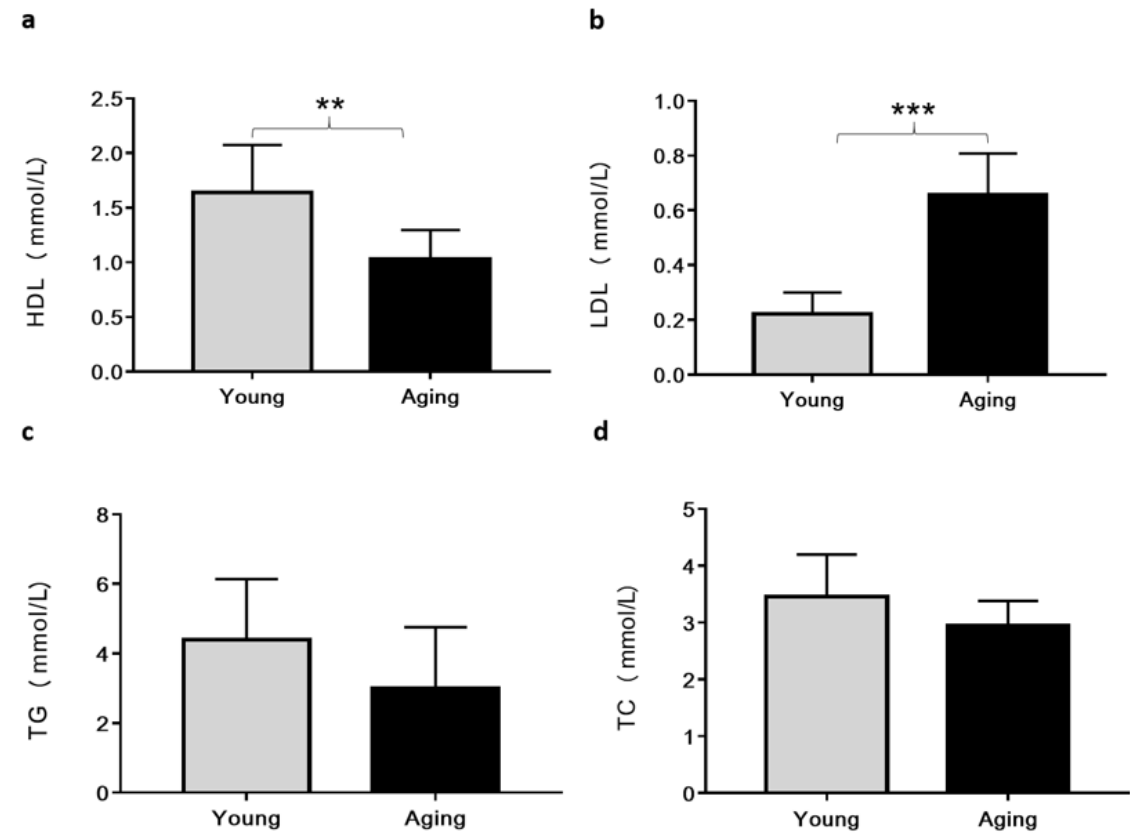 a
HDL （mmol/L)
2.5
2.0
1.5
1.0
0.5
0.0
**
Young
Aging
b
LDL （mmol/L)
1.0
0.8
0.6
0.4
0.2
0.0
***
Young
Aging
c
TG （mmol/L)
8
6
4
2
0
Young
Aging
d
TC （mmol/L)
5
4
3
2
1
0
Young
Aging